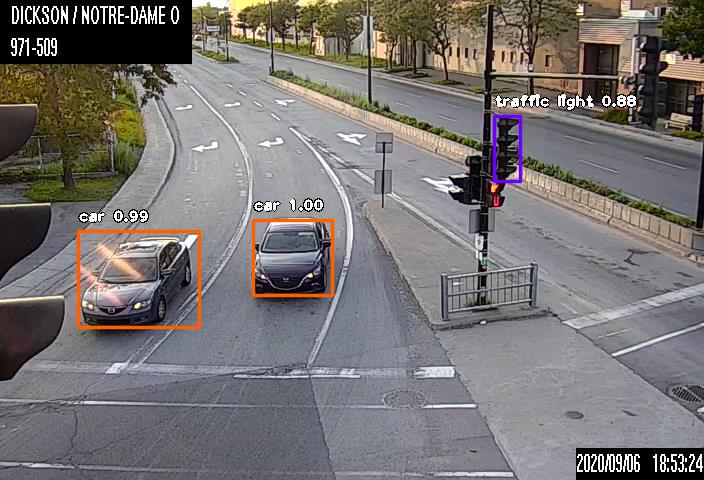 DICKSON / NOTRE-DAME O
971-509
traffic light 0.88
car 1.00
car 0.99
2020/09/06 18:53:24